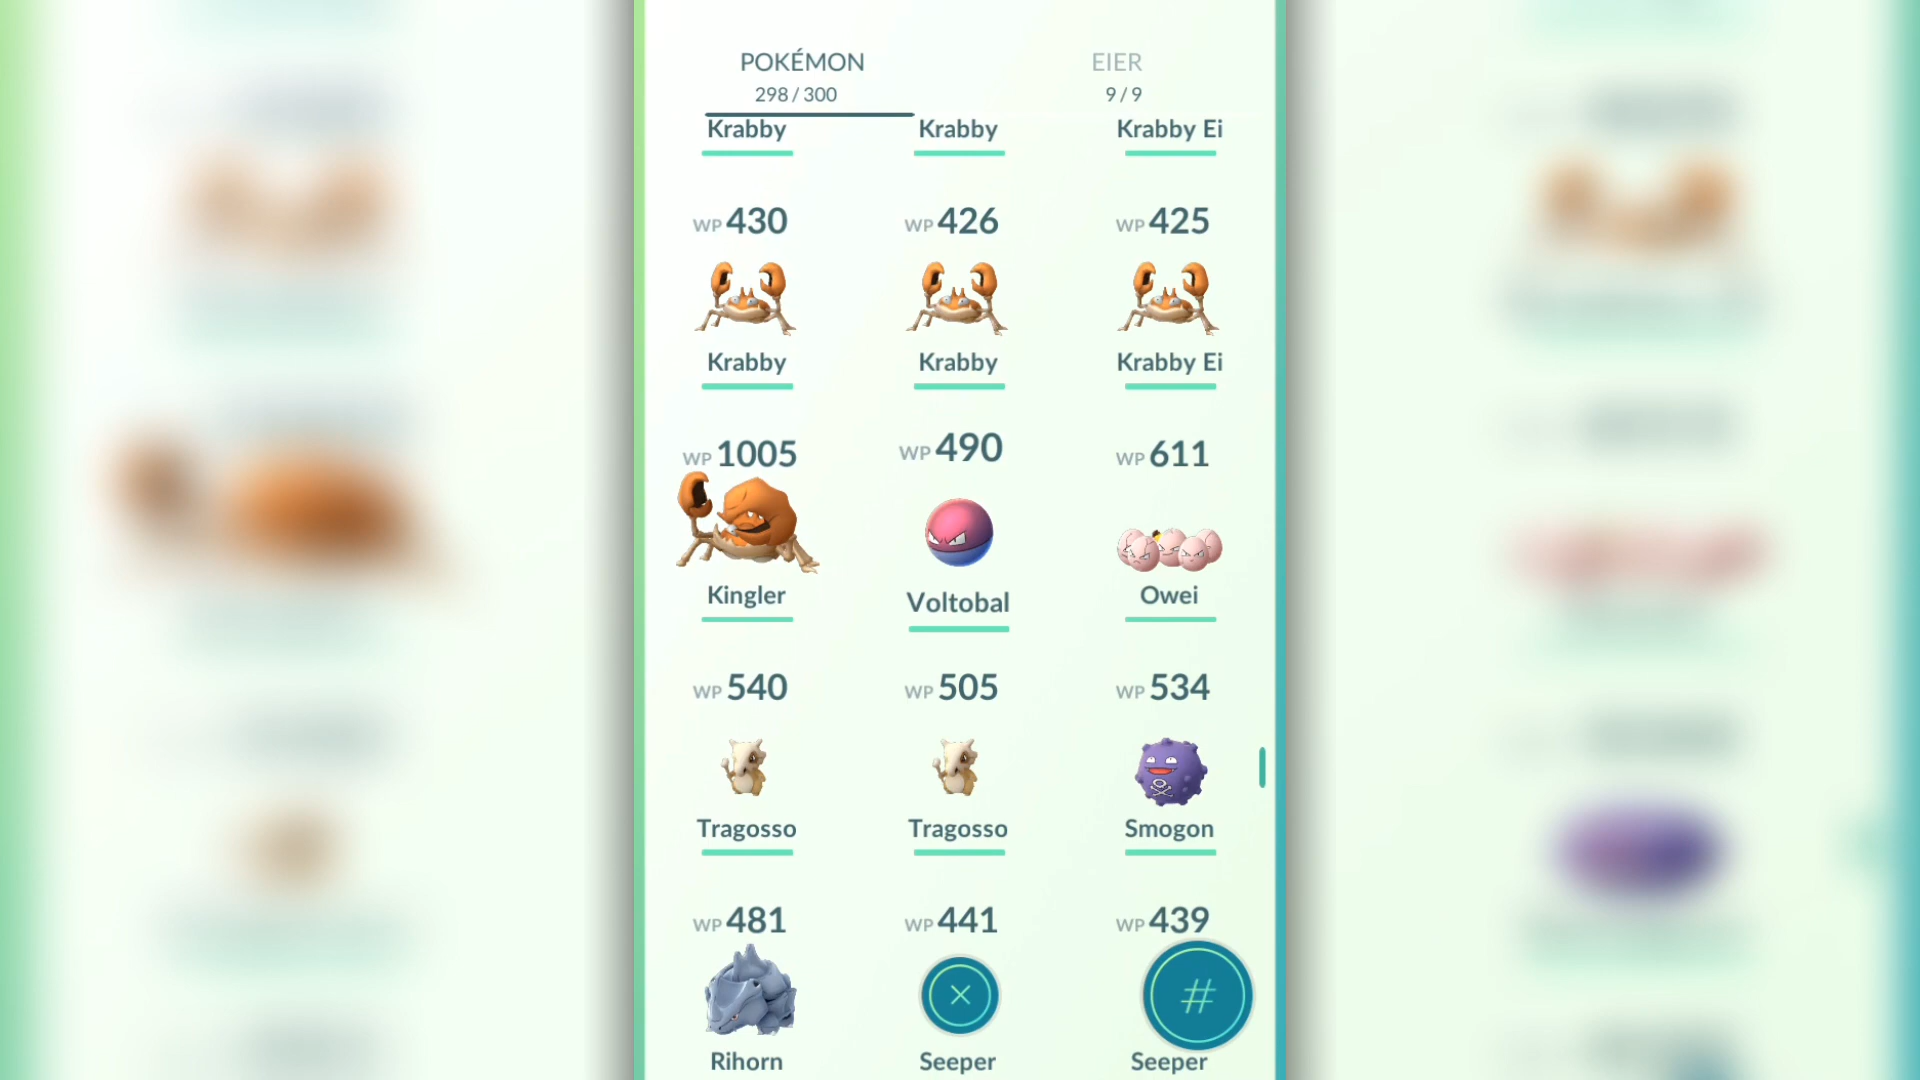 POKÉMON EIER
298 / 300 9 / 9
Krabby Krabby Krabby Ei
WP 430 WP 426 WP 425
Krabby Krabby Krabby Ei
WP 1005 WP 490 WP 611
Kingler Voltobal Owei
WP 540 WP 505 WP 534
Tragosso Tragosso Smogon
WP 481 WP 441 WP 439
#
Rihorn Seeper Seeper